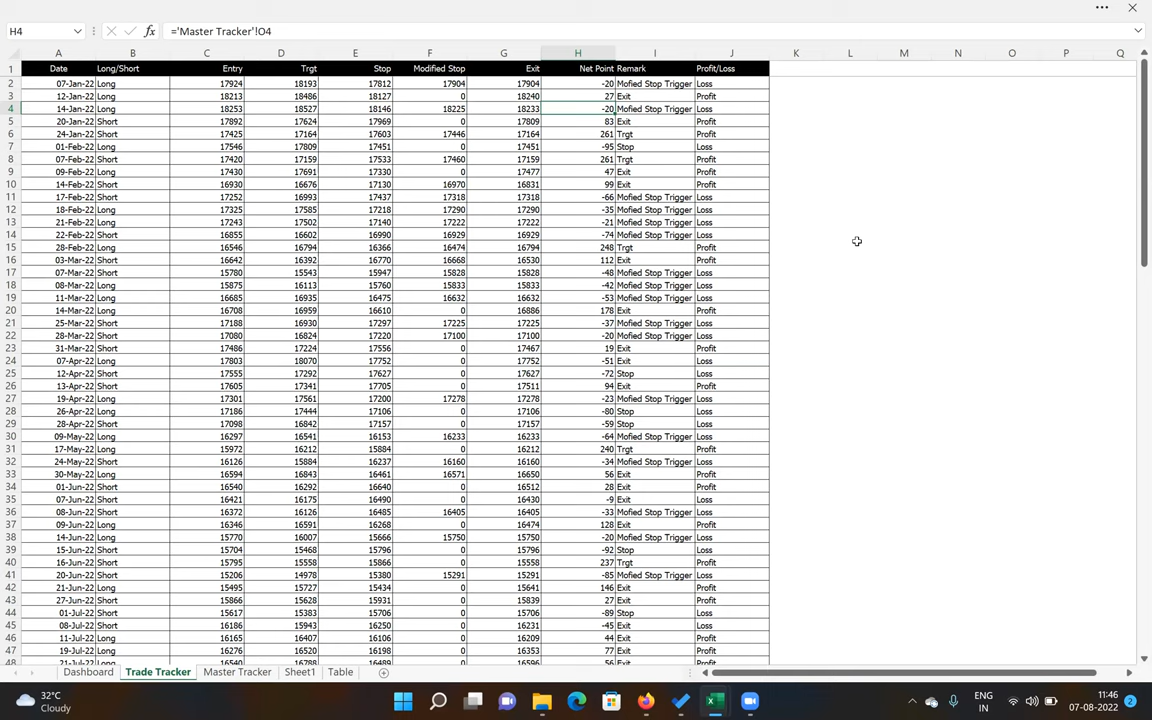 H4 fx ='Master Tracker'!O4
A B C D E F G H I J K L M N O P Q
1 Date Long/Short Entry Trgt Stop Modified Stop Exit Net Point Remark Profit/Loss
2 07-Jan-22 Long 17924 18193 17812 17904 17904 -20 Mofied Stop Trigger Loss
3 12-Jan-22 Long 18213 18486 18127 0 18240 27 Exit Profit
4 14-Jan-22 Long 18253 18527 18146 18225 18233 -20 Mofied Stop Trigger Loss
5 20-Jan-22 Short 17892 17624 17969 0 17809 83 Exit Profit
6 24-Jan-22 Short 17425 17164 17603 17446 17164 261 Trgt Profit
7 01-Feb-22 Long 17546 17809 17451 0 17451 -95 Stop Loss
8 07-Feb-22 Short 17420 17159 17533 17460 17159 261 Trgt Profit
9 09-Feb-22 Long 17430 17691 17330 0 17477 47 Exit Profit
10 14-Feb-22 Short 16930 16676 17130 16970 16831 99 Exit Profit
11 17-Feb-22 Short 17252 16993 17437 17318 17318 -66 Mofied Stop Trigger Loss
12 18-Feb-22 Long 17325 17585 17218 17290 17290 -35 Mofied Stop Trigger Loss
13 21-Feb-22 Long 17243 17502 17140 17222 17222 -21 Mofied Stop Trigger Loss
14 22-Feb-22 Short 16855 16602 16990 16929 16929 -74 Mofied Stop Trigger Loss
15 28-Feb-22 Long 16546 16794 16366 16474 16794 248 Trgt Profit
16 03-Mar-22 Short 16642 16392 16770 16668 16530 112 Exit Profit
17 07-Mar-22 Short 15780 15543 15947 15828 15828 -48 Mofied Stop Trigger Loss
18 08-Mar-22 Long 15875 16113 15760 15833 15833 -42 Mofied Stop Trigger Loss
19 11-Mar-22 Long 16685 16935 16475 16632 16632 -53 Mofied Stop Trigger Loss
20 14-Mar-22 Long 16708 16959 16610 0 16886 178 Exit Profit
21 25-Mar-22 Short 17188 16930 17297 17225 17225 -37 Mofied Stop Trigger Loss
22 28-Mar-22 Short 17080 16824 17220 17100 17100 -20 Mofied Stop Trigger Loss
23 31-Mar-22 Short 17486 17224 17556 0 17467 19 Exit Profit
24 07-Apr-22 Long 17803 18070 17752 0 17752 -51 Exit Loss
25 12-Apr-22 Short 17555 17292 17627 0 17627 -72 Stop Loss
26 13-Apr-22 Short 17605 17341 17705 0 17511 94 Exit Profit
27 19-Apr-22 Long 17301 17561 17200 17278 17278 -23 Mofied Stop Trigger Loss
28 26-Apr-22 Long 17186 17444 17106 0 17106 -80 Stop Loss
29 28-Apr-22 Short 17098 16842 17157 0 17157 -59 Stop Loss
30 09-May-22 Long 16297 16541 16153 16233 16233 -64 Mofied Stop Trigger Loss
31 17-May-22 Long 15972 16212 15884 0 16212 240 Trgt Profit
32 24-May-22 Short 16126 15884 16237 16160 16160 -34 Mofied Stop Trigger Loss
33 30-May-22 Long 16594 16843 16461 16571 16650 56 Exit Profit
34 01-Jun-22 Short 16540 16292 16640 0 16512 28 Exit Profit
35 07-Jun-22 Short 16421 16175 16490 0 16430 -9 Exit Loss
36 08-Jun-22 Short 16372 16126 16485 16405 16405 -33 Mofied Stop Trigger Loss
37 09-Jun-22 Long 16346 16591 16268 0 16474 128 Exit Profit
38 14-Jun-22 Long 15770 16007 15666 15750 15750 -20 Mofied Stop Trigger Loss
39 15-Jun-22 Short 15704 15468 15796 0 15796 -92 Stop Loss
40 16-Jun-22 Short 15795 15558 15866 0 15558 237 Trgt Profit
41 20-Jun-22 Short 15206 14978 15380 15291 15291 -85 Mofied Stop Trigger Loss
42 21-Jun-22 Long 15495 15727 15434 0 15641 146 Exit Profit
43 27-Jun-22 Short 15866 15628 15931 0 15839 27 Exit Profit
44 01-Jul-22 Short 15617 15383 15706 0 15706 -89 Stop Loss
45 08-Jul-22 Short 16186 15943 16250 0 16231 -45 Exit Loss
46 11-Jul-22 Long 16165 16407 16106 0 16209 44 Exit Profit
47 19-Jul-22 Long 16276 16520 16198 0 16353 77 Exit Profit
48 21-Jul-22 Long 16540 16788 16489 0 16596 56 Exit Profit
Dashboard Trade Tracker Master Tracker Sheet1 Table
32°C
Cloudy
ENG
IN
11:46
07-08-2022
2